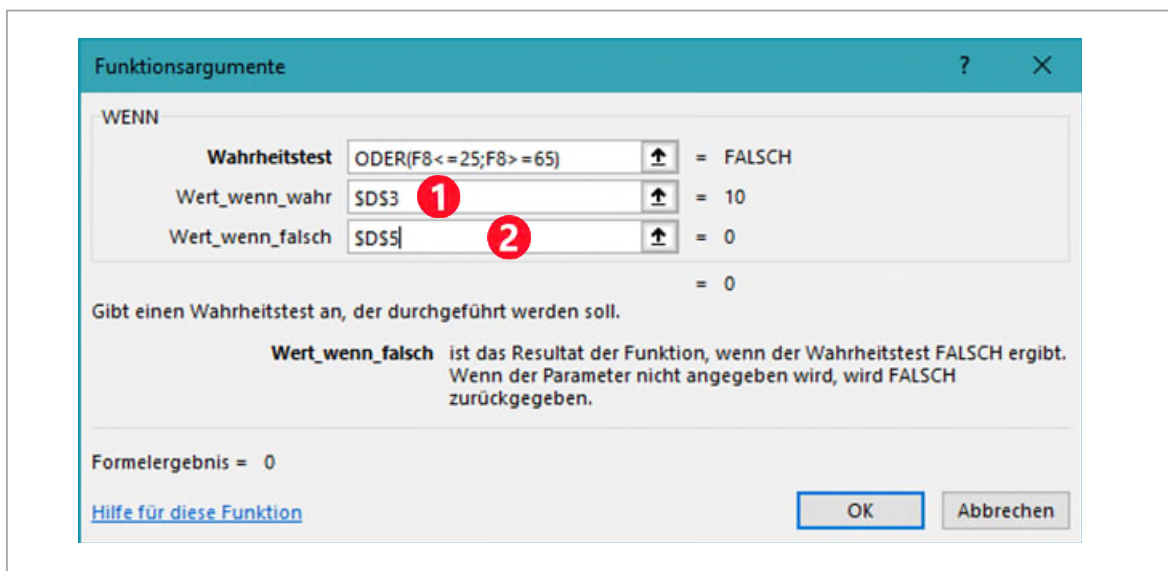 Funktionsargumente ? ×
WENN
Wahrheitstest ODER(F8<=25;F8>=65) = FALSCH
Wert_wenn_wahr $D$3 1 = 10
Wert_wenn_falsch $D$5 2 = 0
= 0
Gibt einen Wahrheitstest an, der durchgeführt werden soll.
Wert_wenn_falsch ist das Resultat der Funktion, wenn der Wahrheitstest FALSCH ergibt.
Wenn der Parameter nicht angegeben wird, wird FALSCH
zurückgegeben.
Formelergebnis = 0
Hilfe für diese Funktion OK Abbrechen